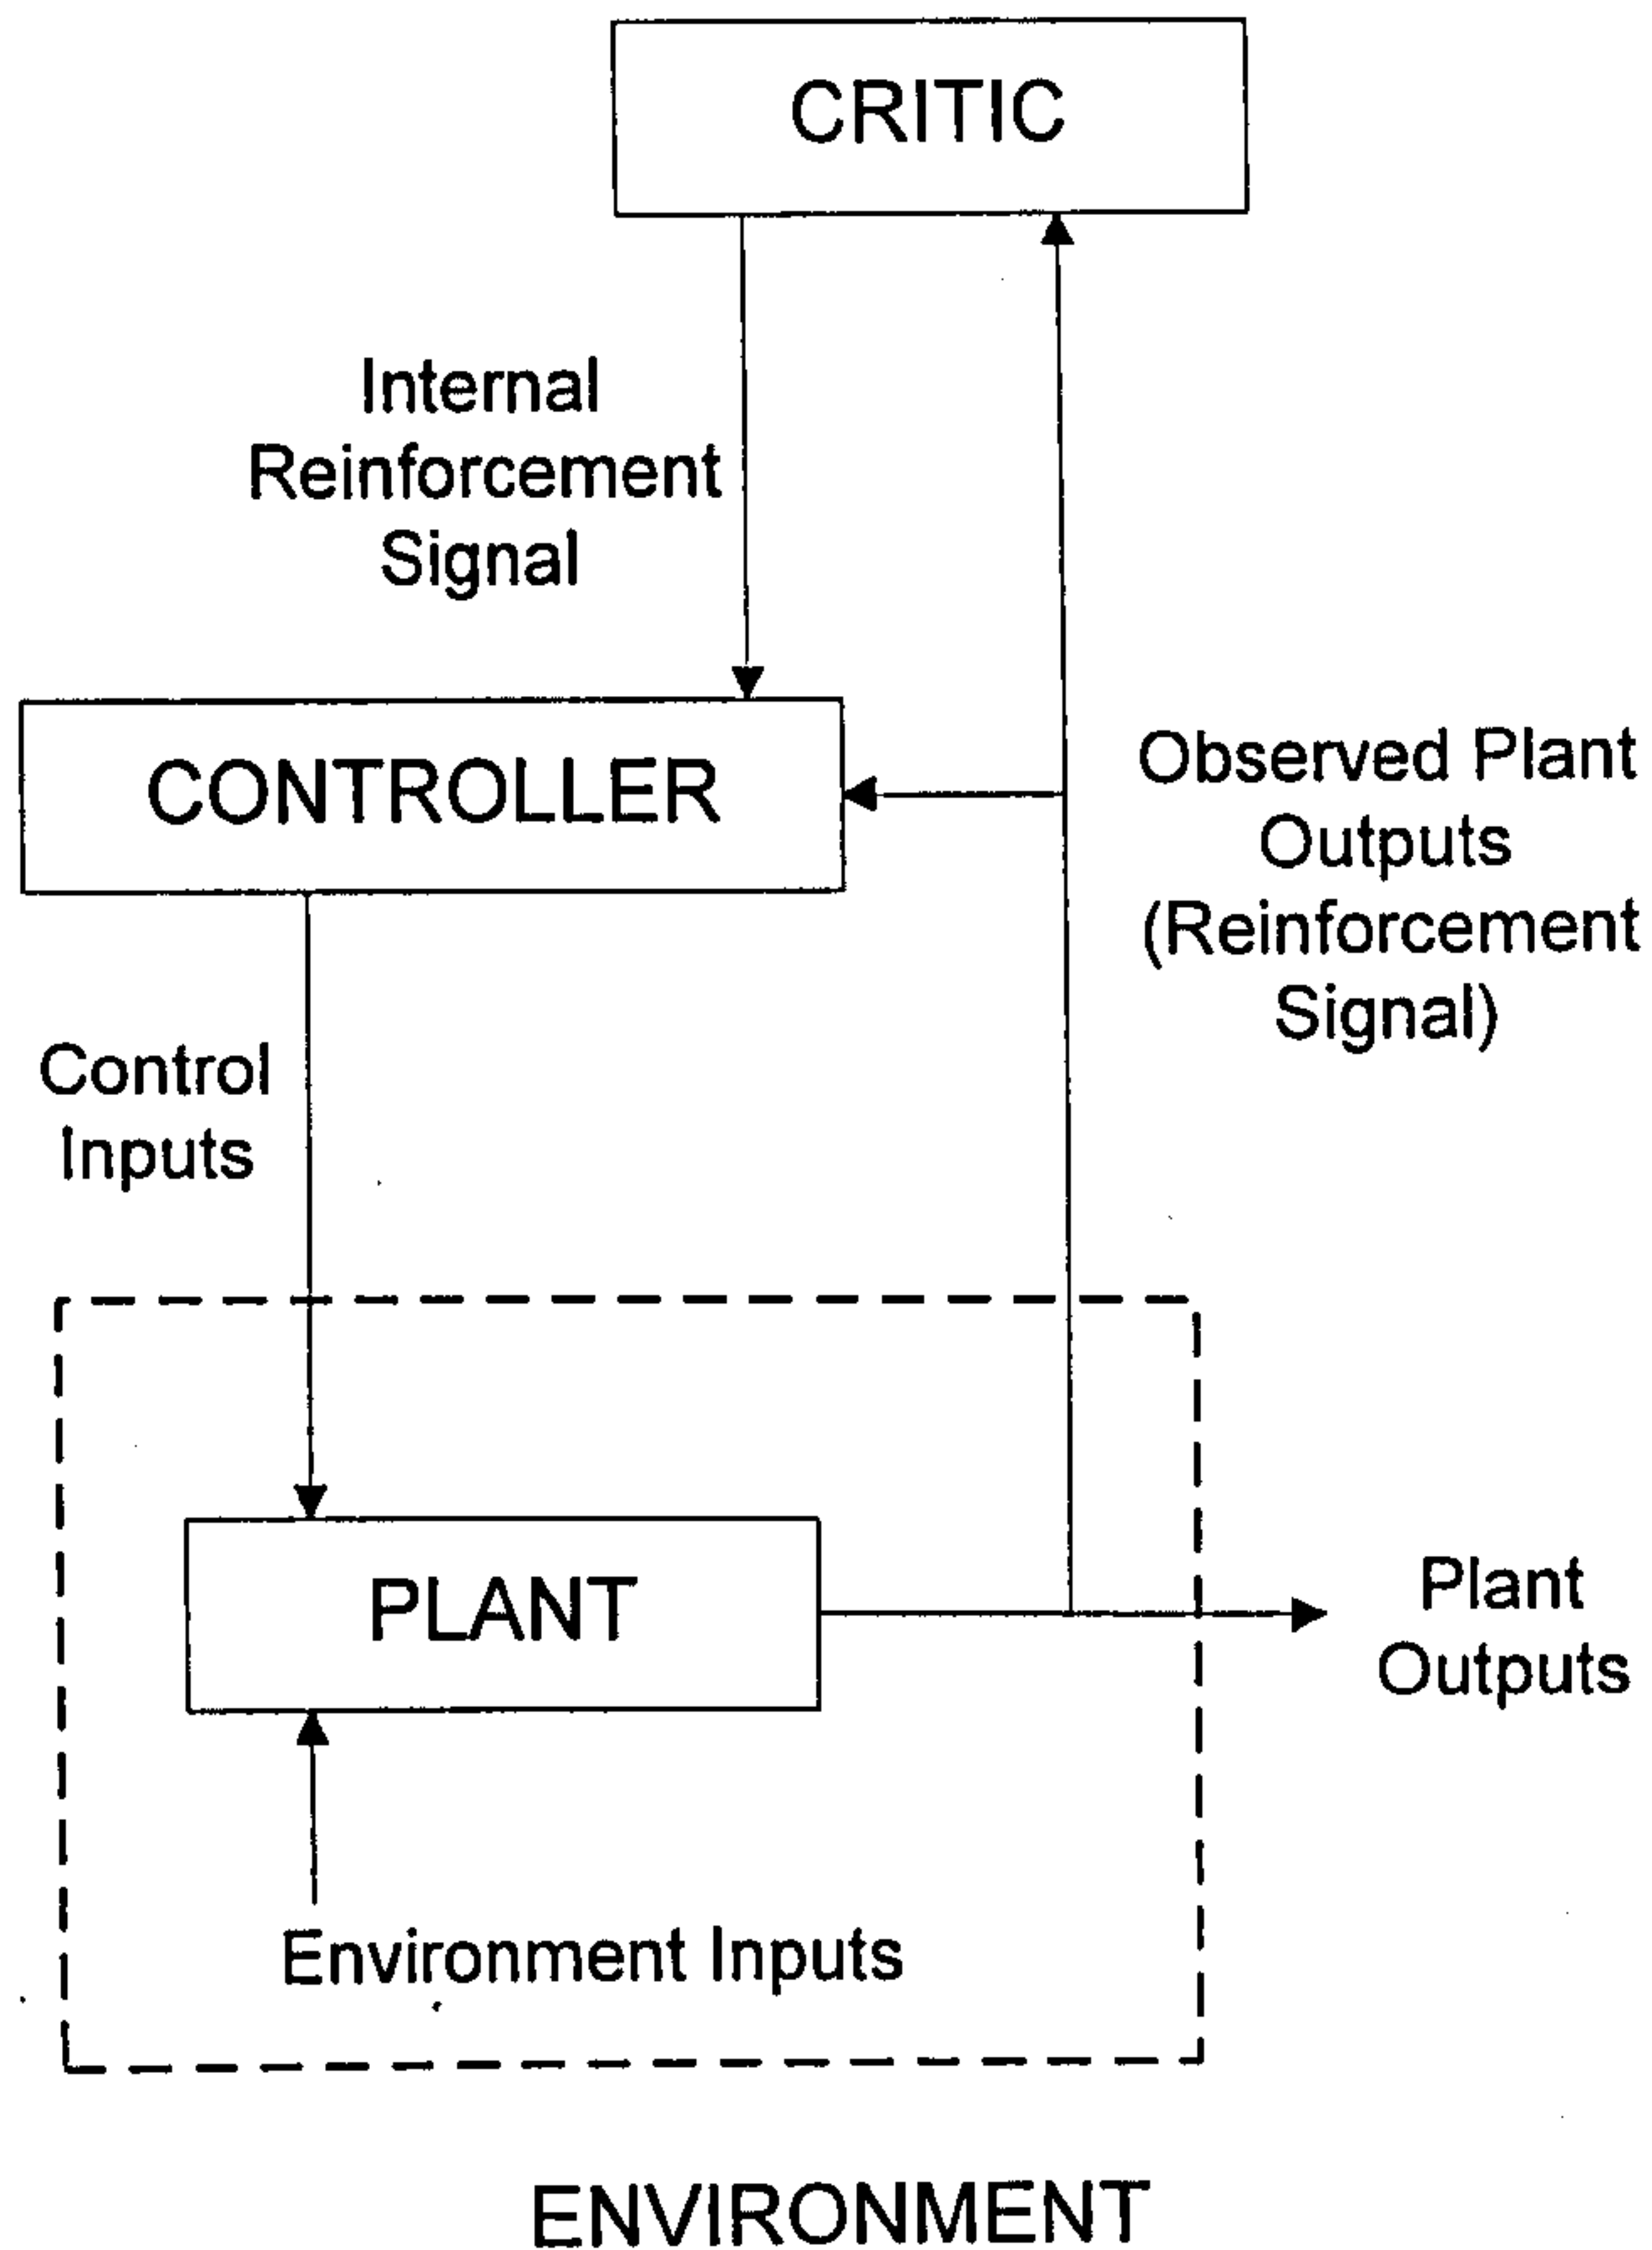 CRITIC
Internal
Reinforcement
Signal
CONTROLLER
Observed Plant
Outputs
(Reinforcement
Signal)
Control
Inputs
PLANT
Plant
Outputs
Environment Inputs
ENVIRONMENT